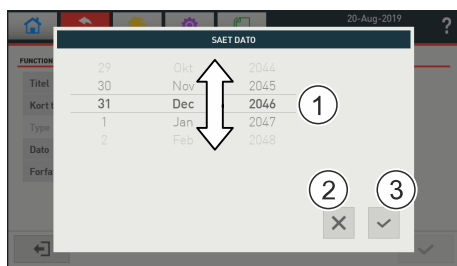 20-Aug-2019
?
SAET DATO
FUNCTION
Titel
Kort t
Type
Dato
Forfa
29 Okt 2044
30 Nov 2045
31 Dec 2046
1 Jan 2047
2 Feb 2048
1
2
3